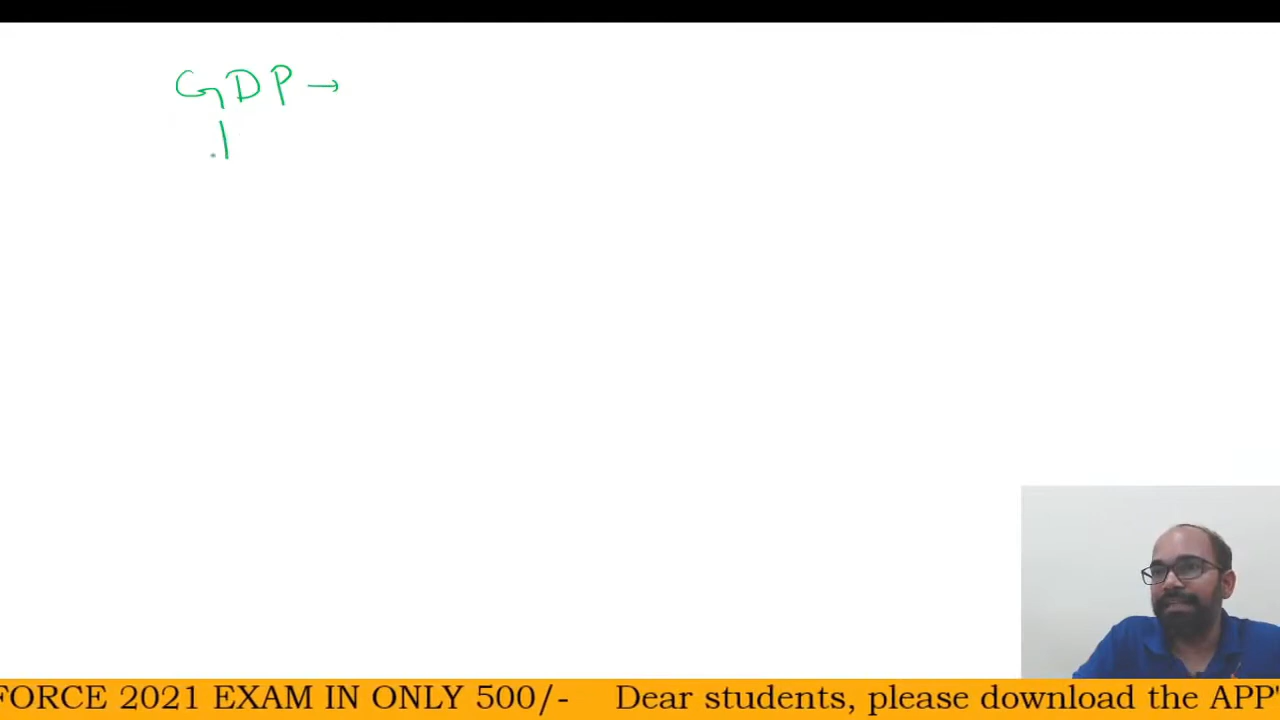 GDP →
FORCE 2021 EXAM IN ONLY 500/- Dear students, please download the APP'